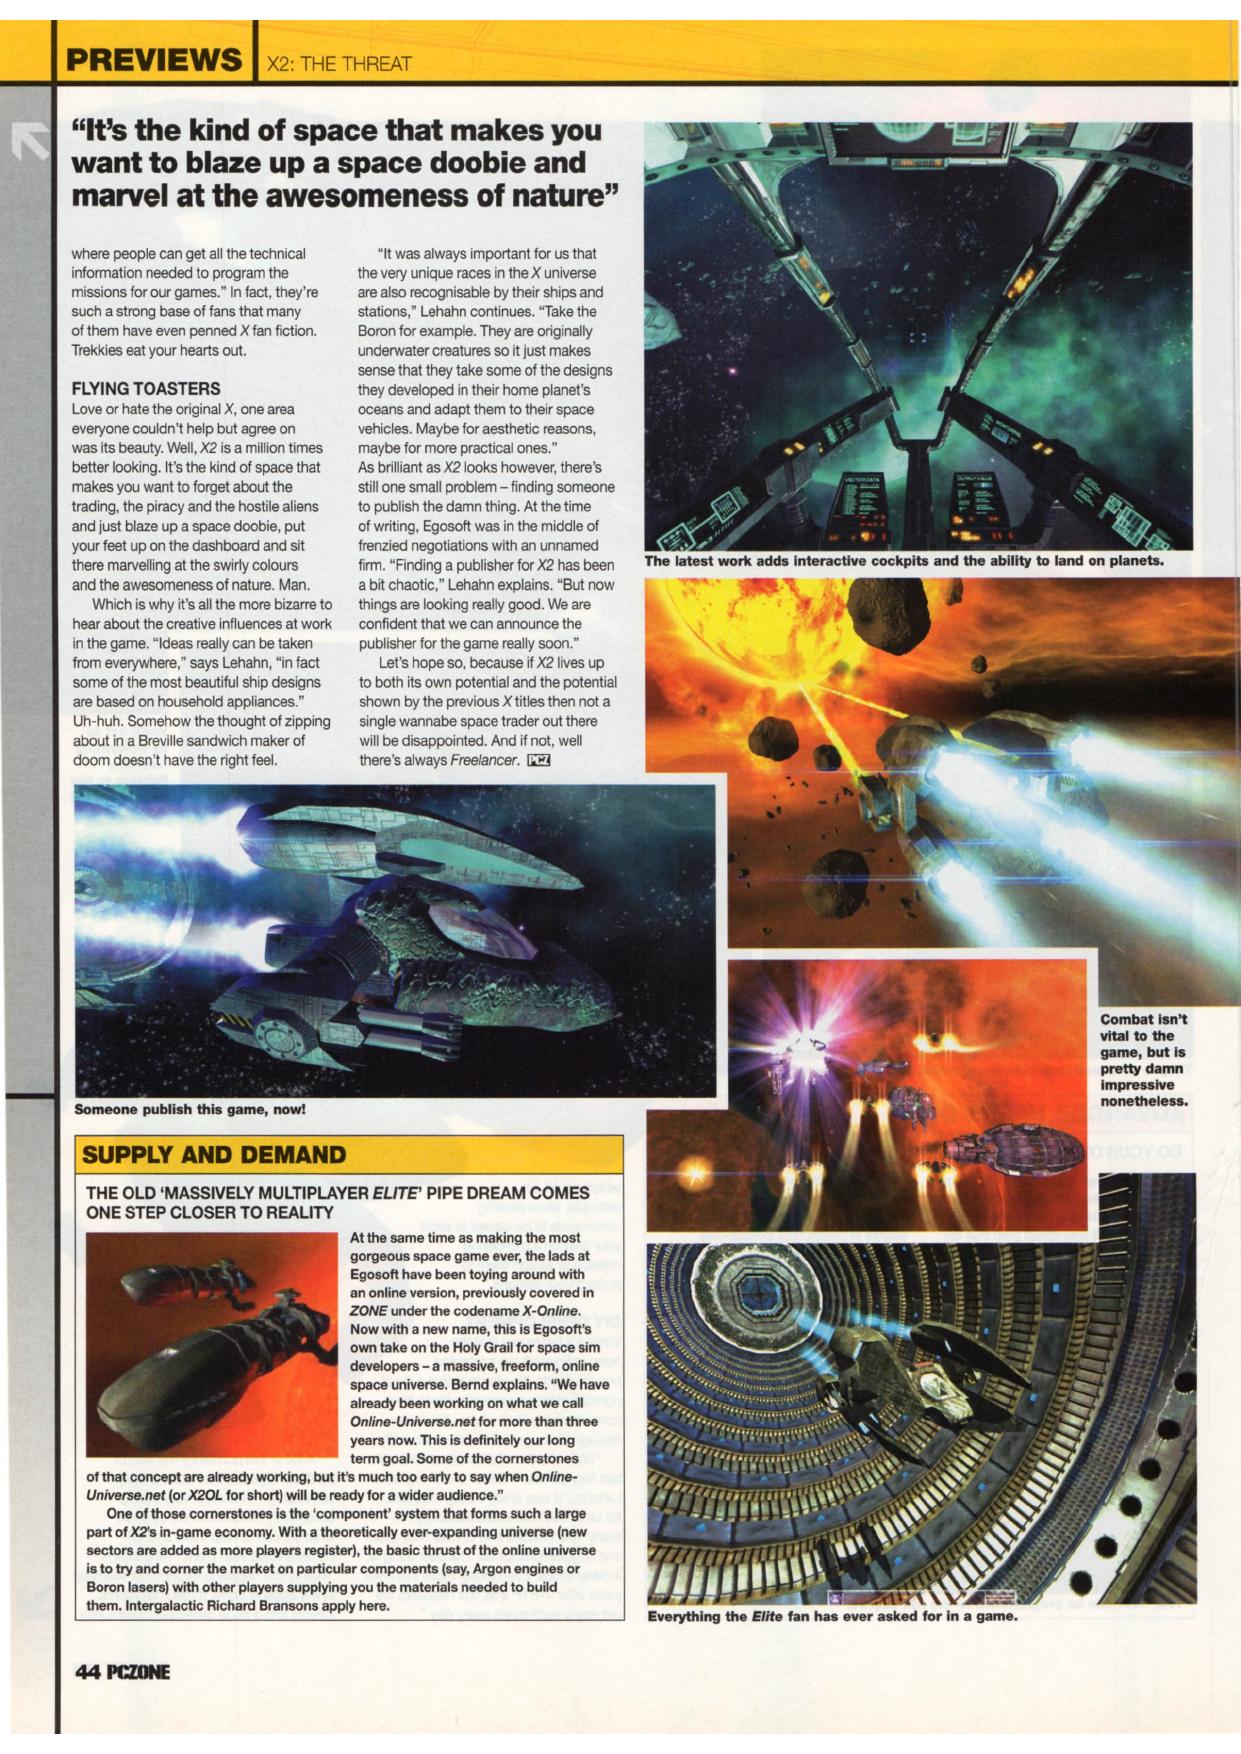 PREVIEWS
X2: THE THREAT
“It’s the kind of space that makes you
want to blaze up a space doobie and
marvel at the awesomeness of nature”
where people can get all the technical
information needed to program the
missions for our games.” In fact, they’re
such a strong base of fans that many
of them have even penned X fan fiction.
Trekkies eat your hearts out.
FLYING TOASTERS
Love or hate the original X, one area
everyone couldn’t help but agree on
was its beauty. Well, X2 is a million times
better looking. It’s the kind of space that
makes you want to forget about the
trading, the piracy and the hostile aliens
and just blaze up a space doobie, put
your feet up on the dashboard and sit
there marvelling at the swirly colours
and the awesomeness of nature. Man.
Which is why it’s all the more bizarre to
hear about the creative influences at work
in the game. “Ideas really can be taken
from everywhere,” says Lehahn, “in fact
some of the most beautiful ship designs
are based on household appliances.”
Uh-huh. Somehow the thought of zipping
about in a Breville sandwich maker of
doom doesn’t have the right feel.
“It was always important for us that
the very unique races in the X universe
are also recognisable by their ships and
stations,” Lehahn continues. “Take the
Boron for example. They are originally
underwater creatures so it just makes
sense that they take some of the designs
they developed in their home planet’s
oceans and adapt them to their space
vehicles. Maybe for aesthetic reasons,
maybe for more practical ones.”
As brilliant as X2 looks however, there’s
still one small problem – finding someone
to publish the damn thing. At the time
of writing, Egosoft was in the middle of
frenzied negotiations with an unnamed
firm. “Finding a publisher for X2 has been
a bit chaotic,” Lehahn explains. “But now
things are looking really good. We are
confident that we can announce the
publisher for the game really soon.”
Let’s hope so, because if X2 lives up
to both its own potential and the potential
shown by the previous X titles then not a
single wannabe space trader out there
will be disappointed. And if not, well
there’s always Freelancer. PCZ
VECTOR DATA
The latest work adds interactive cockpits and the ability to land on planets.
Someone publish this game, now!
Combat isn’t
vital to the
game, but is
pretty damn
impressive
nonetheless.
SUPPLY AND DEMAND
THE OLD ‘MASSIVELY MULTIPLAYER ELITE’ PIPE DREAM COMES
ONE STEP CLOSER TO REALITY
At the same time as making the most
gorgeous space game ever, the lads at
Egosoft have been toying around with
an online version, previously covered in
ZONE under the codename X-Online.
Now with a new name, this is Egosoft’s
own take on the Holy Grail for space sim
developers – a massive, freeform, online
space universe. Bernd explains. “We have
already been working on what we call
Online-Universe.net for more than three
years now. This is definitely our long
term goal. Some of the cornerstones
of that concept are already working, but it’s much too early to say when Online-
Universe.net (or X2OL for short) will be ready for a wider audience.”
One of those cornerstones is the ‘component’ system that forms such a large
part of X2’s in-game economy. With a theoretically ever-expanding universe (new
sectors are added as more players register), the basic thrust of the online universe
is to try and corner the market on particular components (say, Argon engines or
Boron lasers) with other players supplying you the materials needed to build
them. Intergalactic Richard Bransons apply here.
Everything the Elite fan has ever asked for in a game.
44 PCZONE